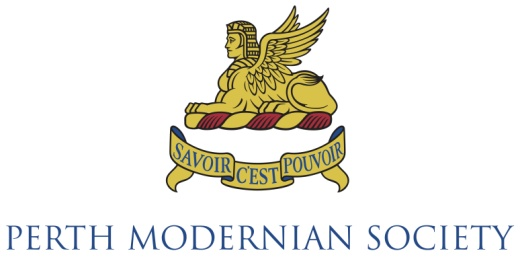 SAVOIR C'EST POUVOIR
PERTH MODERNIAN SOCIETY